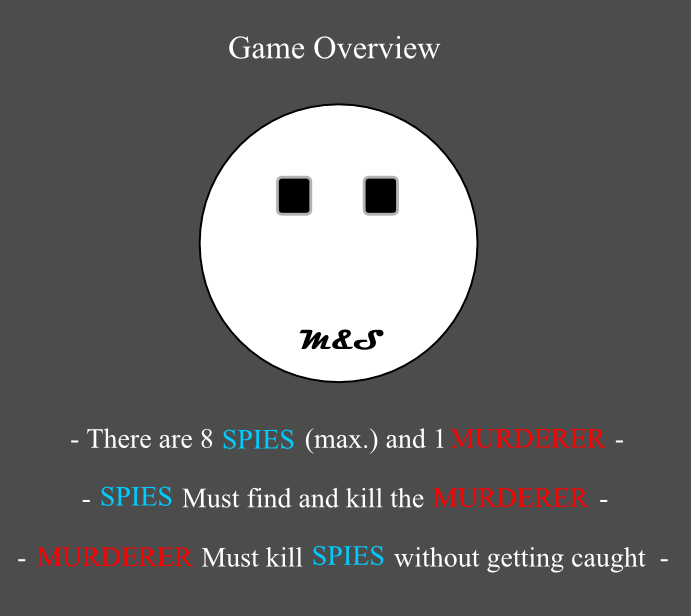 Game Overview
M&S
- There are 8 SPIES (max.) and 1 MURDERER -
- SPIES Must find and kill the MURDERER -
- MURDERER Must kill SPIES without getting caught -